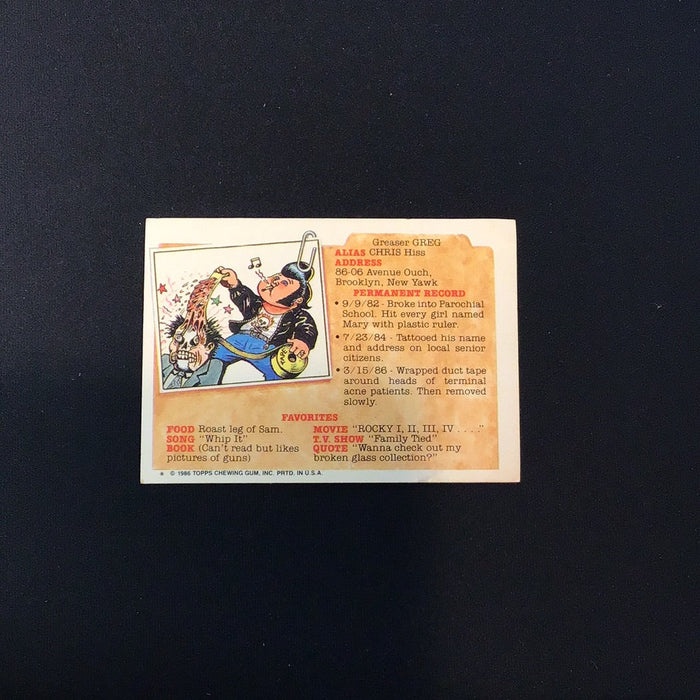 Greaser GREG
ALIAS CHRIS Hiss
ADDRESS
86-06 Avenue Ouch,
Brooklyn, New Yawk
PERMANENT RECORD
• 9/9/82 - Broke into Parochial
School. Hit every girl named
Mary with plastic ruler.
• 7/23/84 - Tattooed his name
and address on local senior
citizens.
• 3/15/86 - Wrapped duct tape
around heads of terminal
acne patients. Then removed
slowly.
FAVORITES
FOOD Roast leg of Sam.
SONG "Whip It"
BOOK (Can't read but likes
pictures of guns)
MOVIE "ROCKY I, II, III, IV . . . ."
T.V. SHOW "Family Tied"
QUOTE "Wanna check out my
broken glass collection?"
* © 1986 TOPPS CHEWING GUM, INC. PRTD. IN U.S.A.